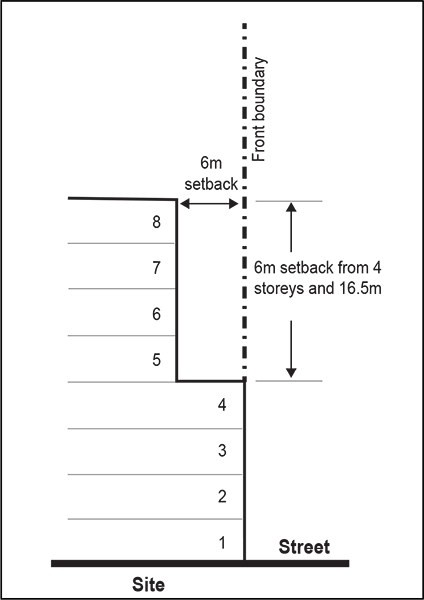 Front boundary
6m
setback
8
6m setback from 4
storeys and 16.5m
7
6
5
4
3
2
1
Street
Site